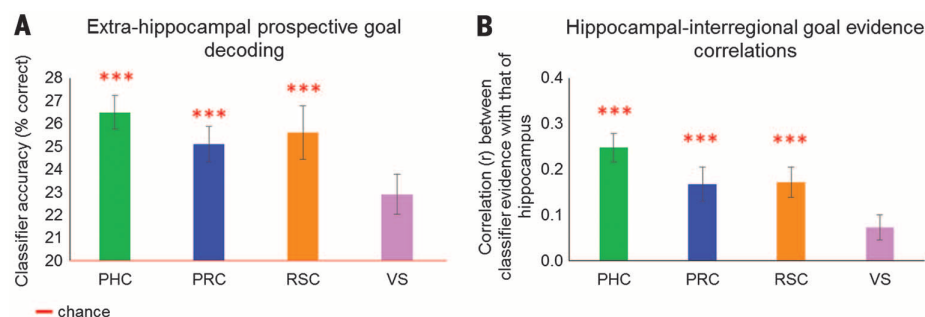 A
Extra-hippocampal prospective goal
decoding
Classifier accuracy (% correct)
28
27
26
25
24
23
22
21
20
***
***
***
PHC
PRC
RSC
VS
chance
B
Hippocampal-interregional goal evidence
correlations
Correlation (r) between
classifier evidence with that of
hippocampus
0.4
0.3
0.2
0.1
0.0
***
***
***
PHC
PRC
RSC
VS